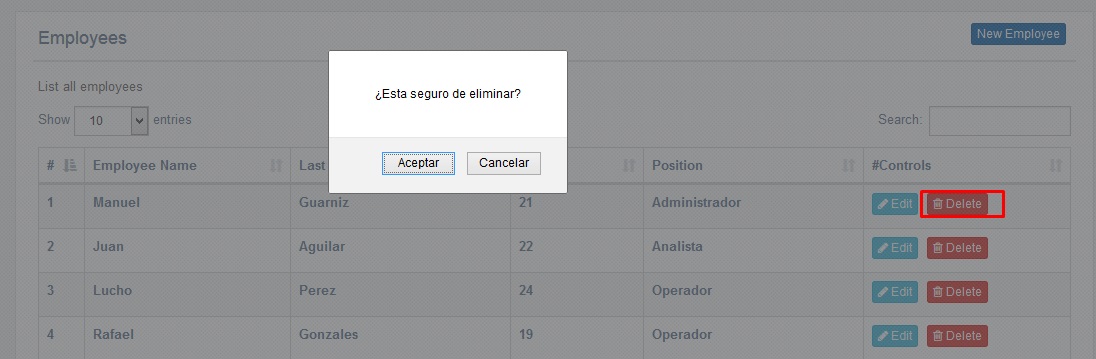 Employees
New Employee
¿Esta seguro de eliminar?
Aceptar Cancelar
List all employees
Show 10 entries
Search:
# Employee Name Last Position #Controls
1 Manuel Guarniz 21 Administrador Edit Delete
2 Juan Aguilar 22 Analista Edit Delete
3 Lucho Perez 24 Operador Edit Delete
4 Rafael Gonzales 19 Operador Edit Delete